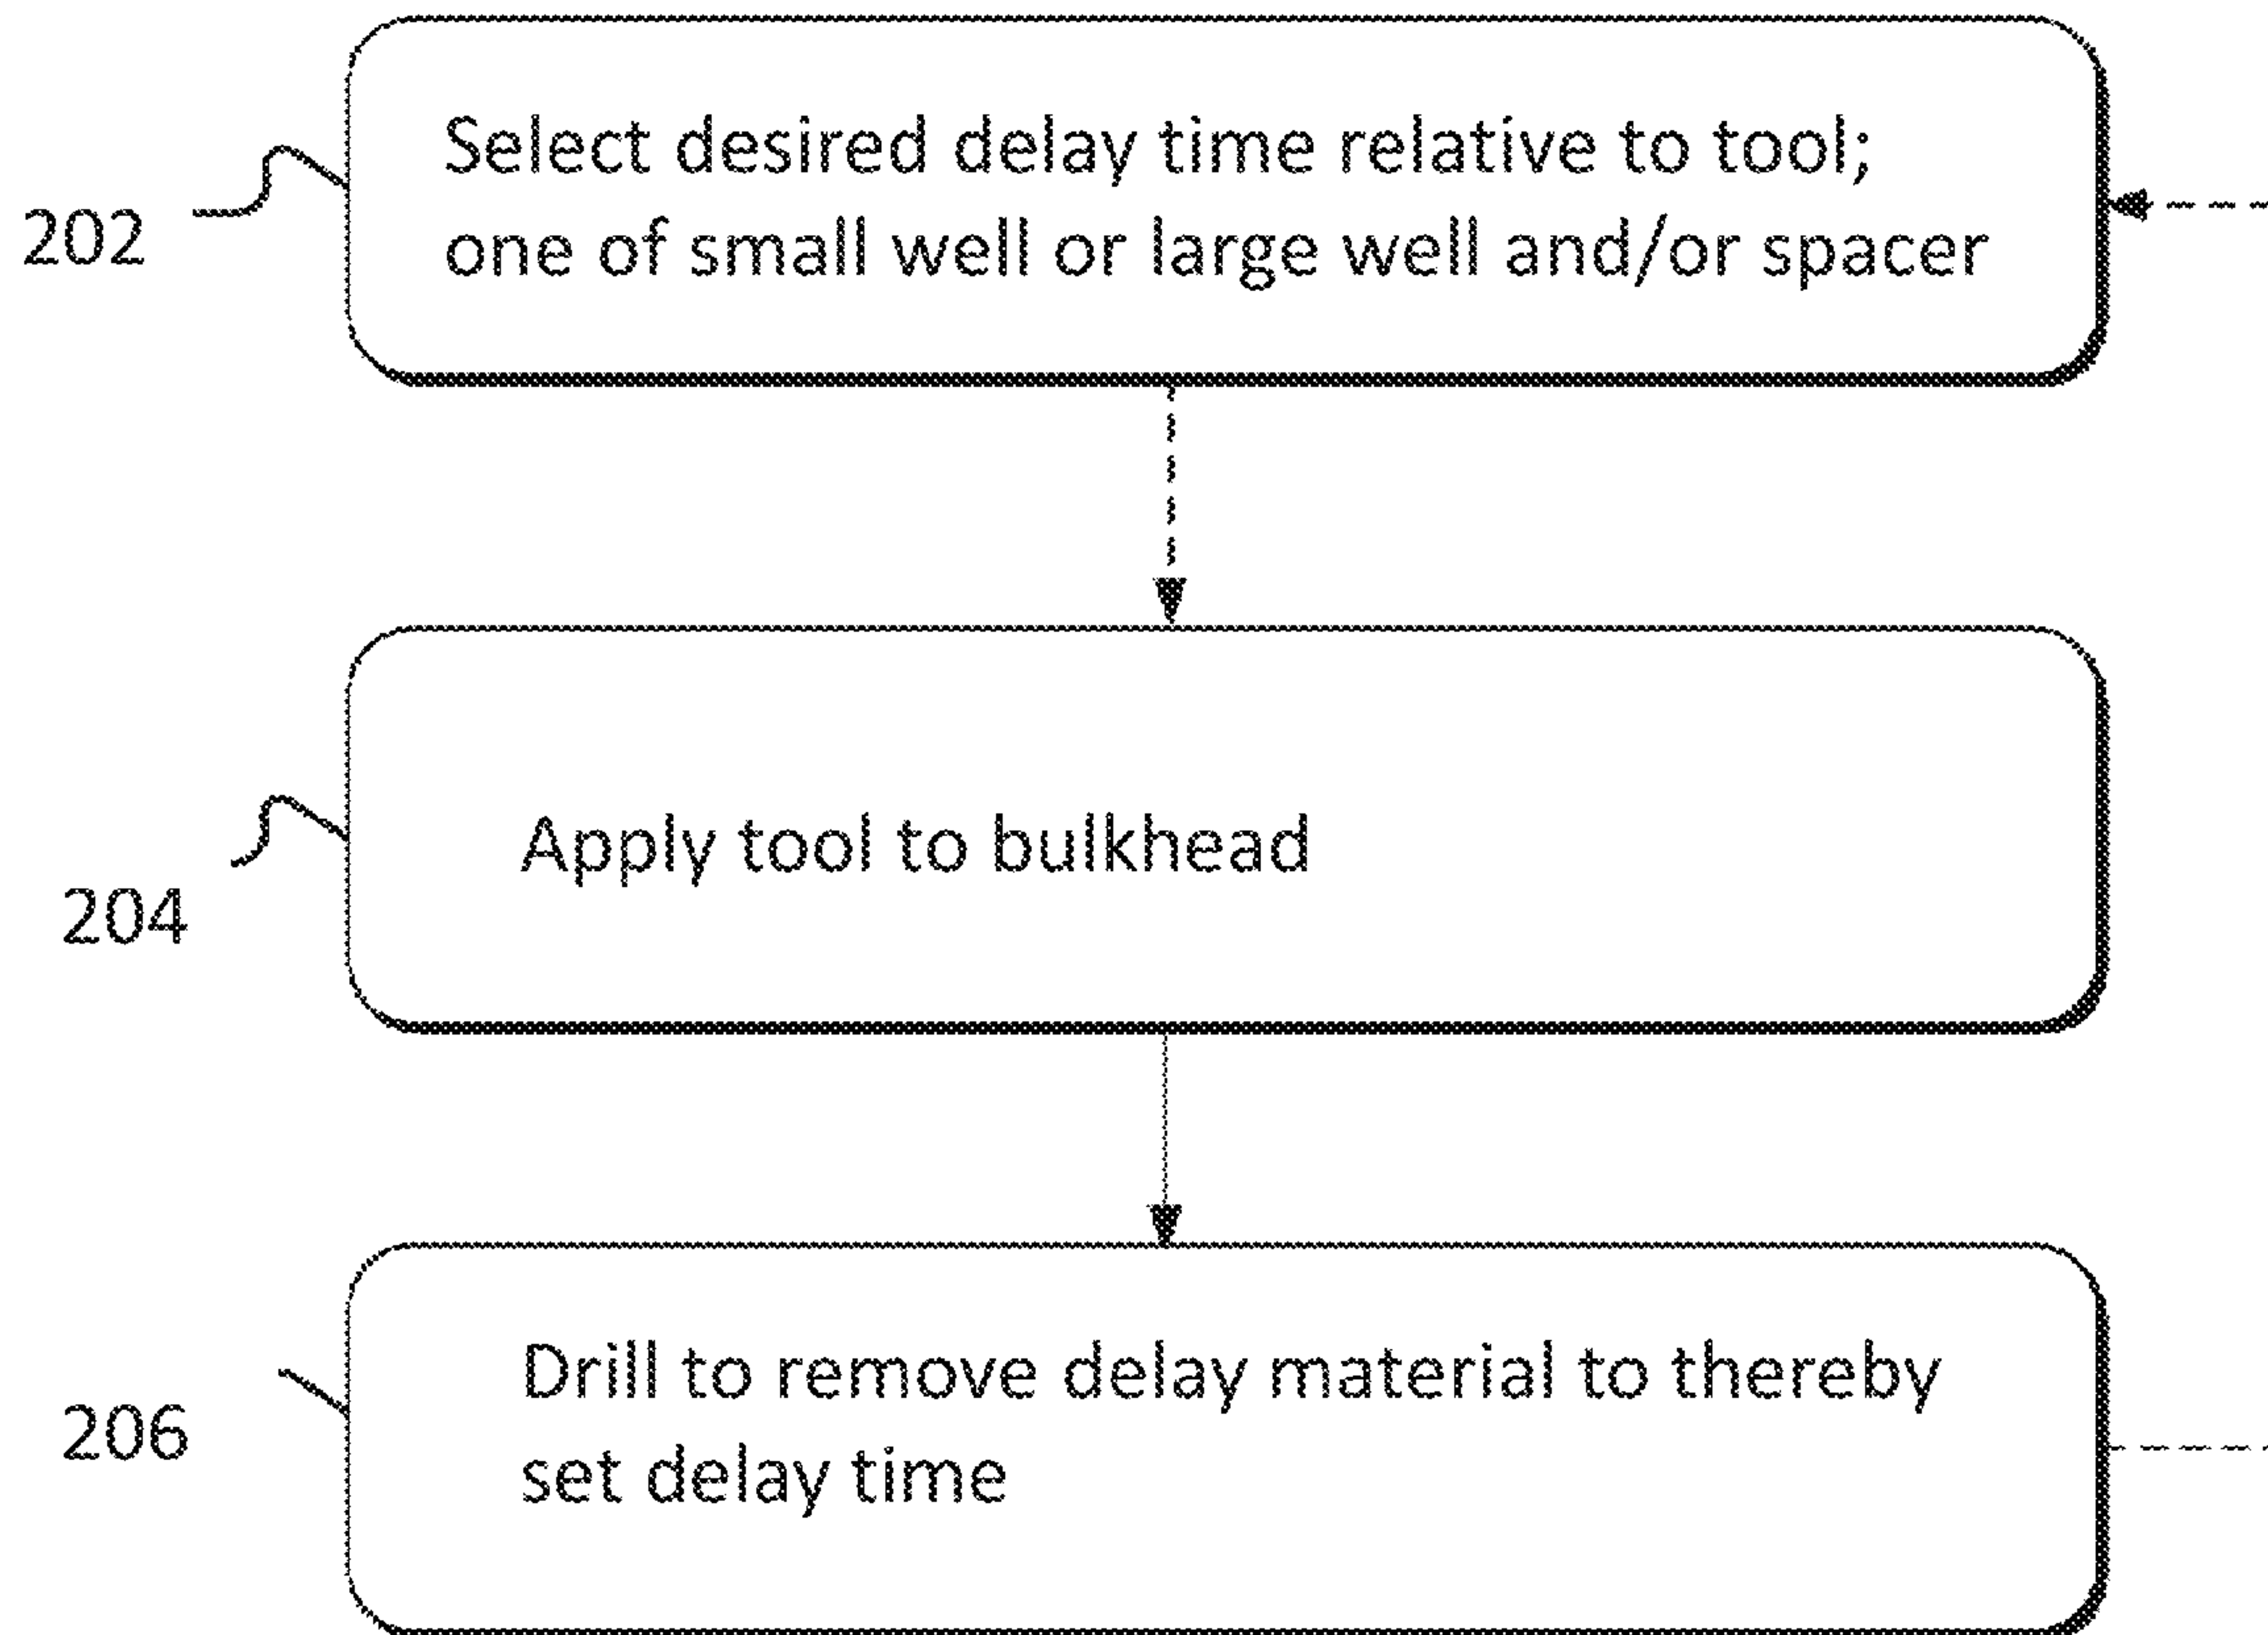 Select desired delay time relative to tool;
one of small well or large well and/or spacer
202
Apply tool to bulkhead
204
Drill to remove delay material to thereby
set delay time
206